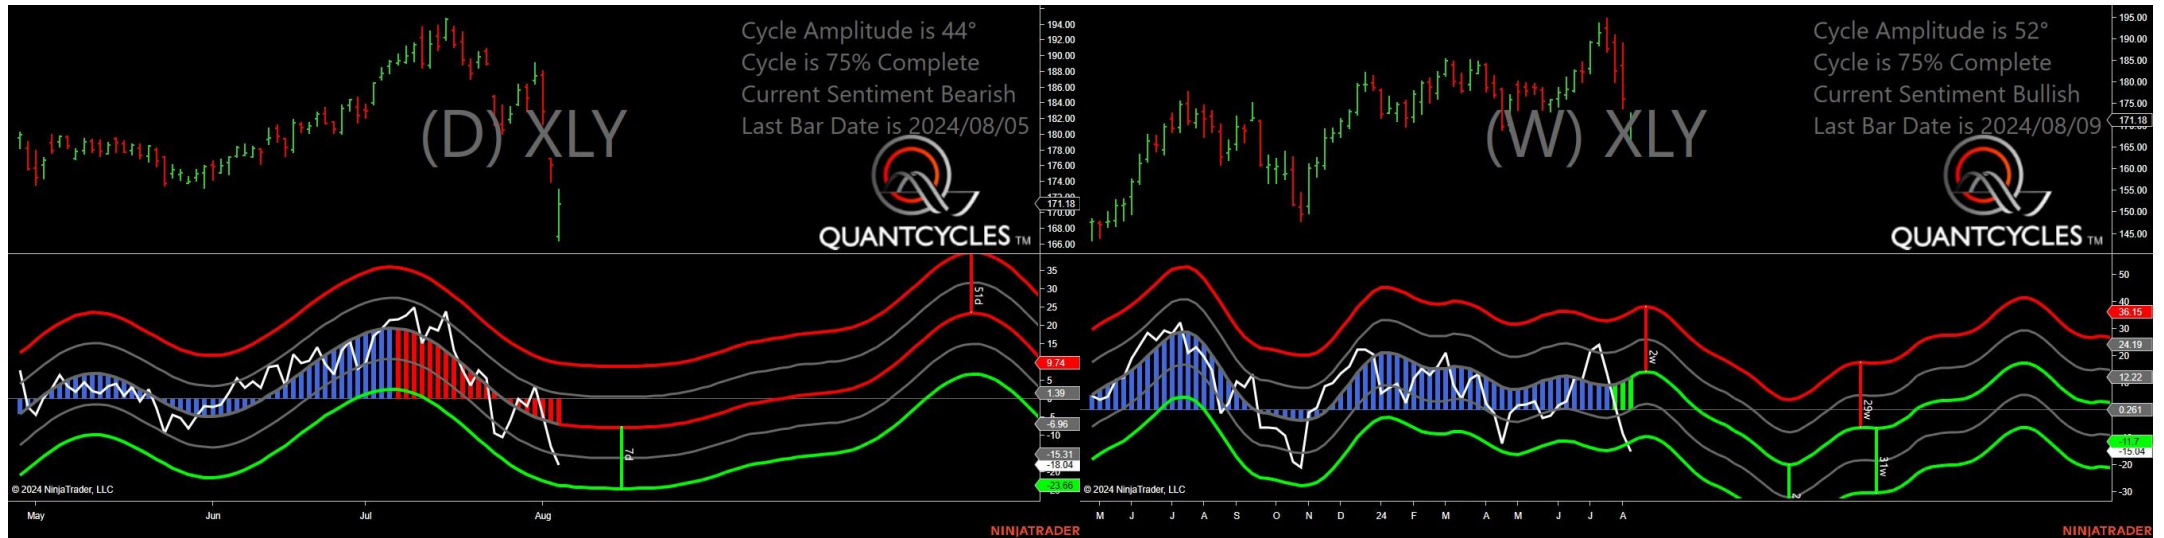 Cycle Amplitude is 44°
Cycle is 75% Complete
Current Sentiment Bearish
Last Bar Date is 2024/08/05
(D) XLY
QUANTCYCLES TM
194.00
192.00
190.00
188.00
186.00
184.00
182.00
180.00
178.00
176.00
174.00
171.18
170.00
168.00
166.00
51d
7d
35
30
25
20
15
9.74
5
1.39
-6.96
-10
-15.31
-18.04
-23.66
© 2024 NinjaTrader, LLC
May Jun Jul Aug
NINJATRADER
Cycle Amplitude is 52°
Cycle is 75% Complete
Current Sentiment Bullish
Last Bar Date is 2024/08/09
(W) XLY
QUANTCYCLES TM
195.00
190.00
185.00
180.00
175.00
171.18
165.00
160.00
155.00
150.00
145.00
2w
29w
31w
2
50
40
36.15
30
24.19
20
12.22
0.261
-11.7
-15.04
-20
-30
© 2024 NinjaTrader, LLC
M J J A S O N D 24 F M A M J J A
NINJATRADER